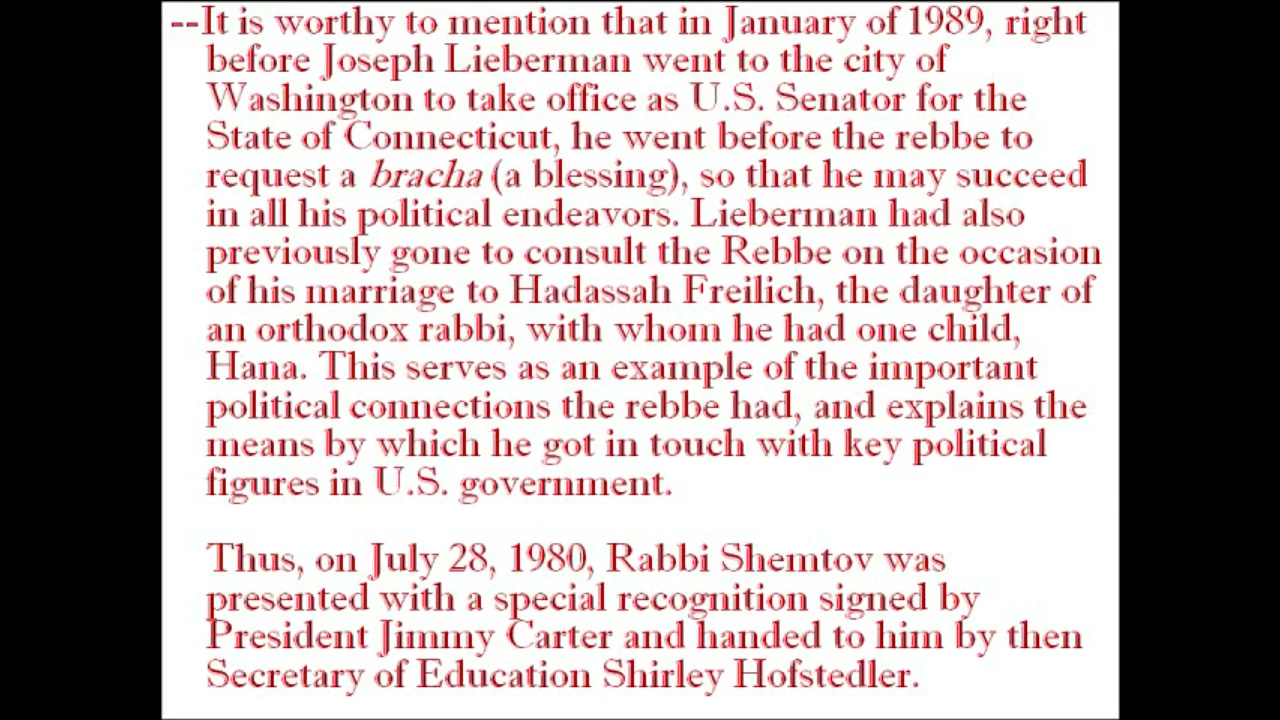 --It is worthy to mention that in January of 1989, right
before Joseph Lieberman went to the city of
Washington to take office as U.S. Senator for the
State of Connecticut, he went before the rebbe to
request a bracha (a blessing), so that he may succeed
in all his political endeavors. Lieberman had also
previously gone to consult the Rebbe on the occasion
of his marriage to Hadassah Freilich, the daughter of
an orthodox rabbi, with whom he had one child,
Hana. This serves as an example of the important
political connections the rebbe had, and explains the
means by which he got in touch with key political
figures in U.S. government.
Thus, on July 28, 1980, Rabbi Shemtov was
presented with a special recognition signed by
President Jimmy Carter and handed to him by then
Secretary of Education Shirley Hofstedler.